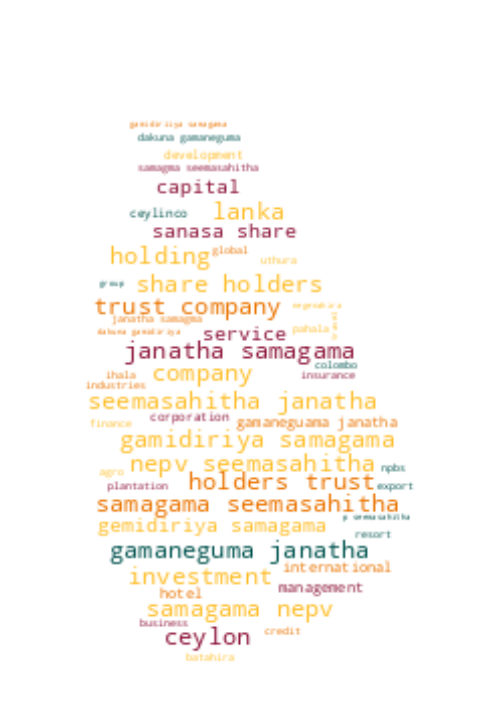 gamidiriya samagama
dakuna gamaneguma
development
samagma seemasahitha
capital
ceylinco lanka
sanasa share
holding global
uthura
group share holders
trust company
janatha samagma
dakuna gamidiriya
service pahala
travel
janatha samagama
colombo
ihala company insurance
industries
seemasahitha janatha
corporation
finance gamaneguama janatha
gamidiriya samagama
nepv seemasahitha npbs
agro
plantation holders trust export
samagama seemasahitha
p seemasahitha
gemidiriya samagama
resort
gamaneguma janatha
international
investment
management
hotel
samagama nepv
business
ceylon credit
batahira